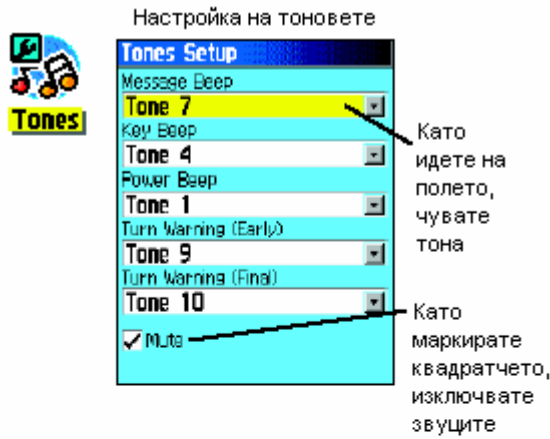 Настройка на тоновете
Tones
Tones Setup
Message Beep
Tone 7
Key Beep
Tone 4
Power Beep
Tone 1
Turn Warning (Early)
Tone 9
Turn Warning (Final)
Tone 10
Mute
Като
идете на
полето,
чувате
тона
Като
маркирате
квадратчето,
изключвате
звуците